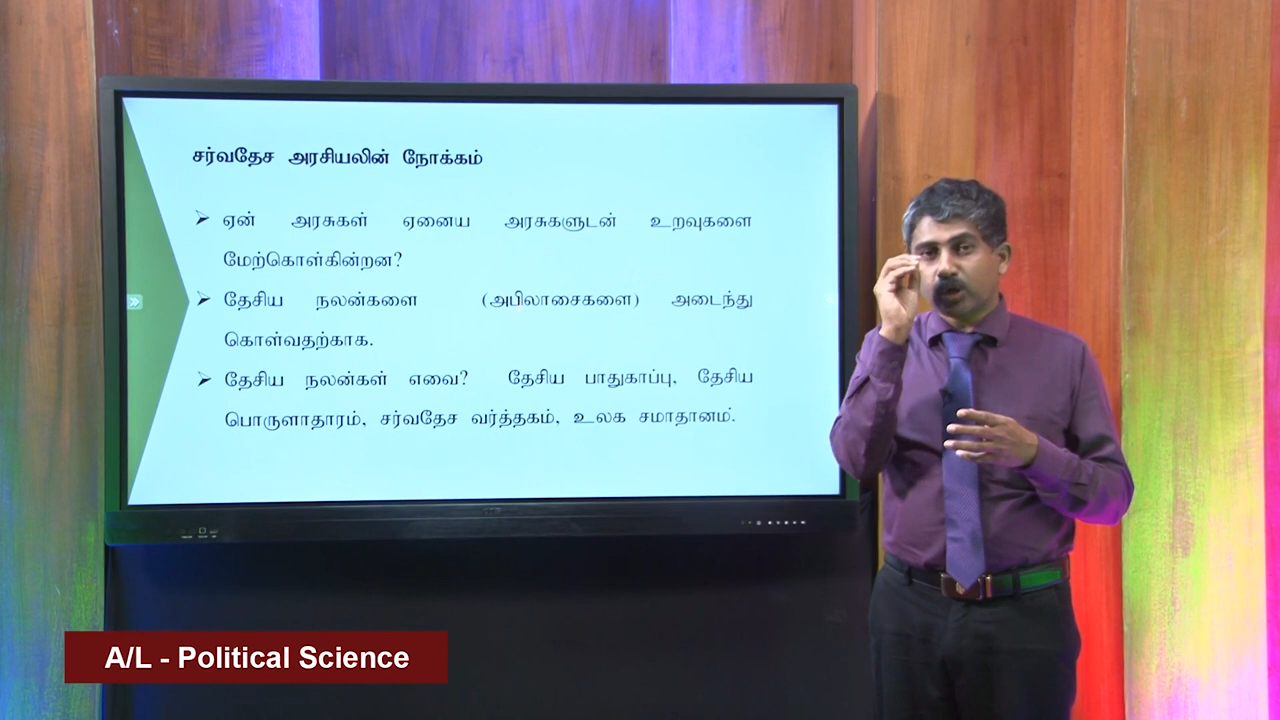 சர்வதேச அரசியலின் நோக்கம்
➢ ஏன் அரசுகள் ஏனைய அரசுகளுடன் உறவுகளை
மேற்கொள்கின்றன?
➢ தேசிய நலன்களை (அபிலாசைகளை) அடைந்து
கொள்வதற்காக.
➢ தேசிய நலன்கள் எவை? தேசிய பாதுகாப்பு, தேசிய
பொருளாதாரம், சர்வதேச வர்த்தகம், உலக சமாதானம்.
A/L - Political Science